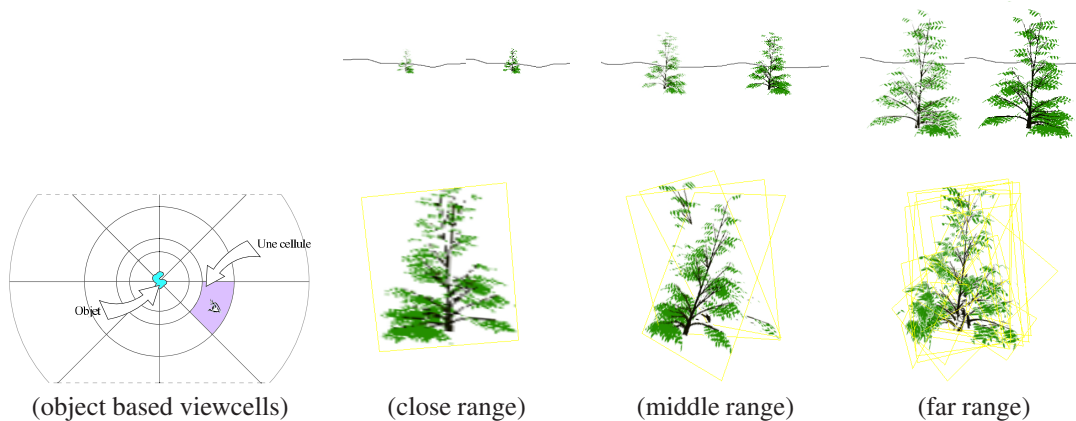 Une cellule
Objet
(object based viewcells)
(close range)
(middle range)
(far range)